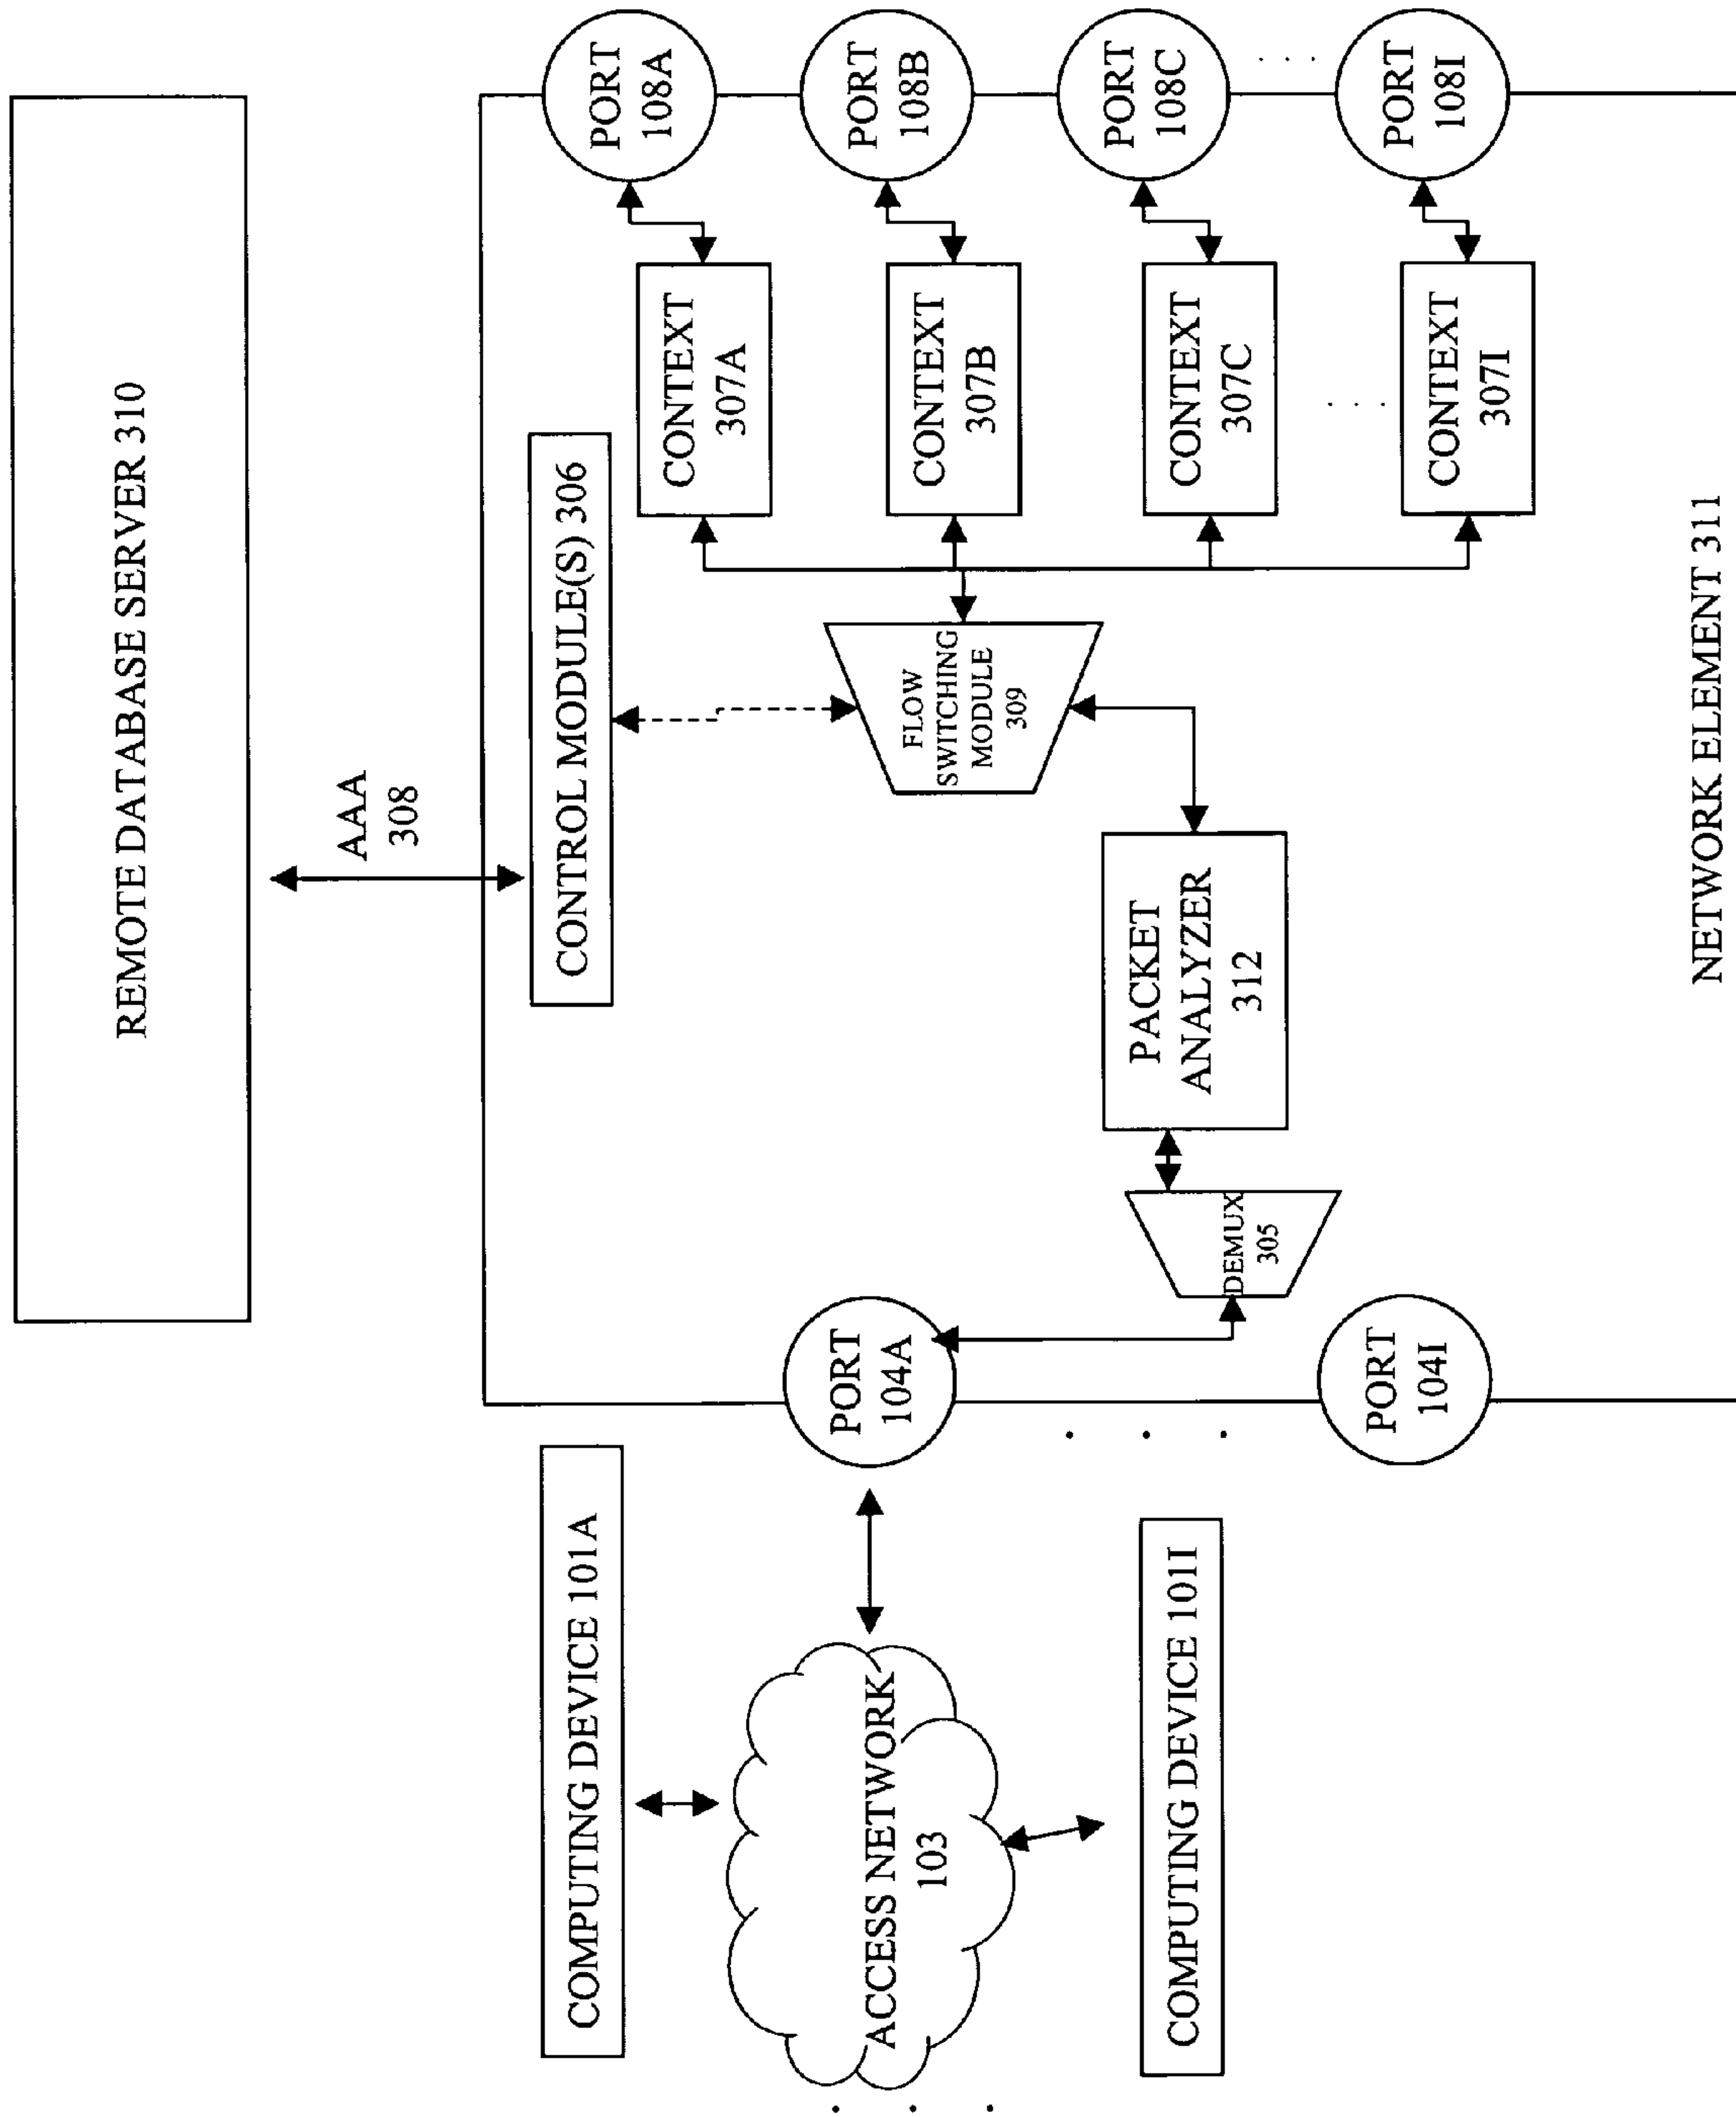 REMOTE DATABASE SERVER 310
AAA
308
CONTROL MODULE(S) 306
COMPUTING DEVICE 101A
ACCESS NETWORK
103
COMPUTING DEVICE 101I
PORT
104A
PORT
104I
DEMUX
305
PACKET
ANALYZER
312
FLOW
SWITCHING
MODULE
309
CONTEXT
307A
CONTEXT
307B
CONTEXT
307C
CONTEXT
307I
PORT
108A
PORT
108B
PORT
108C
PORT
108I
NETWORK ELEMENT 311